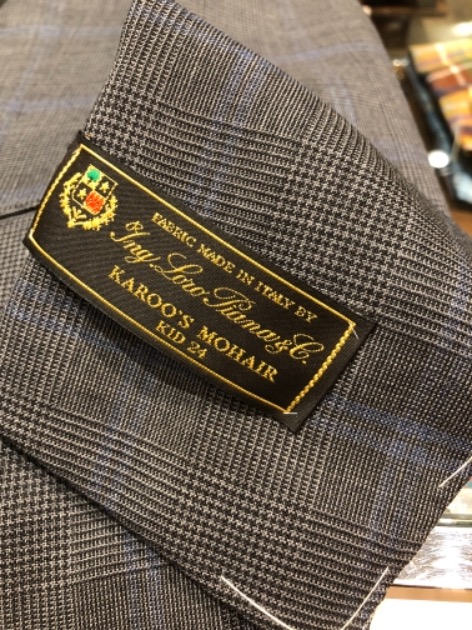 FABRIC MADE IN ITALY BY
Ing. Loro Piana & C.
KAROO'S MOHAIR
KID 24